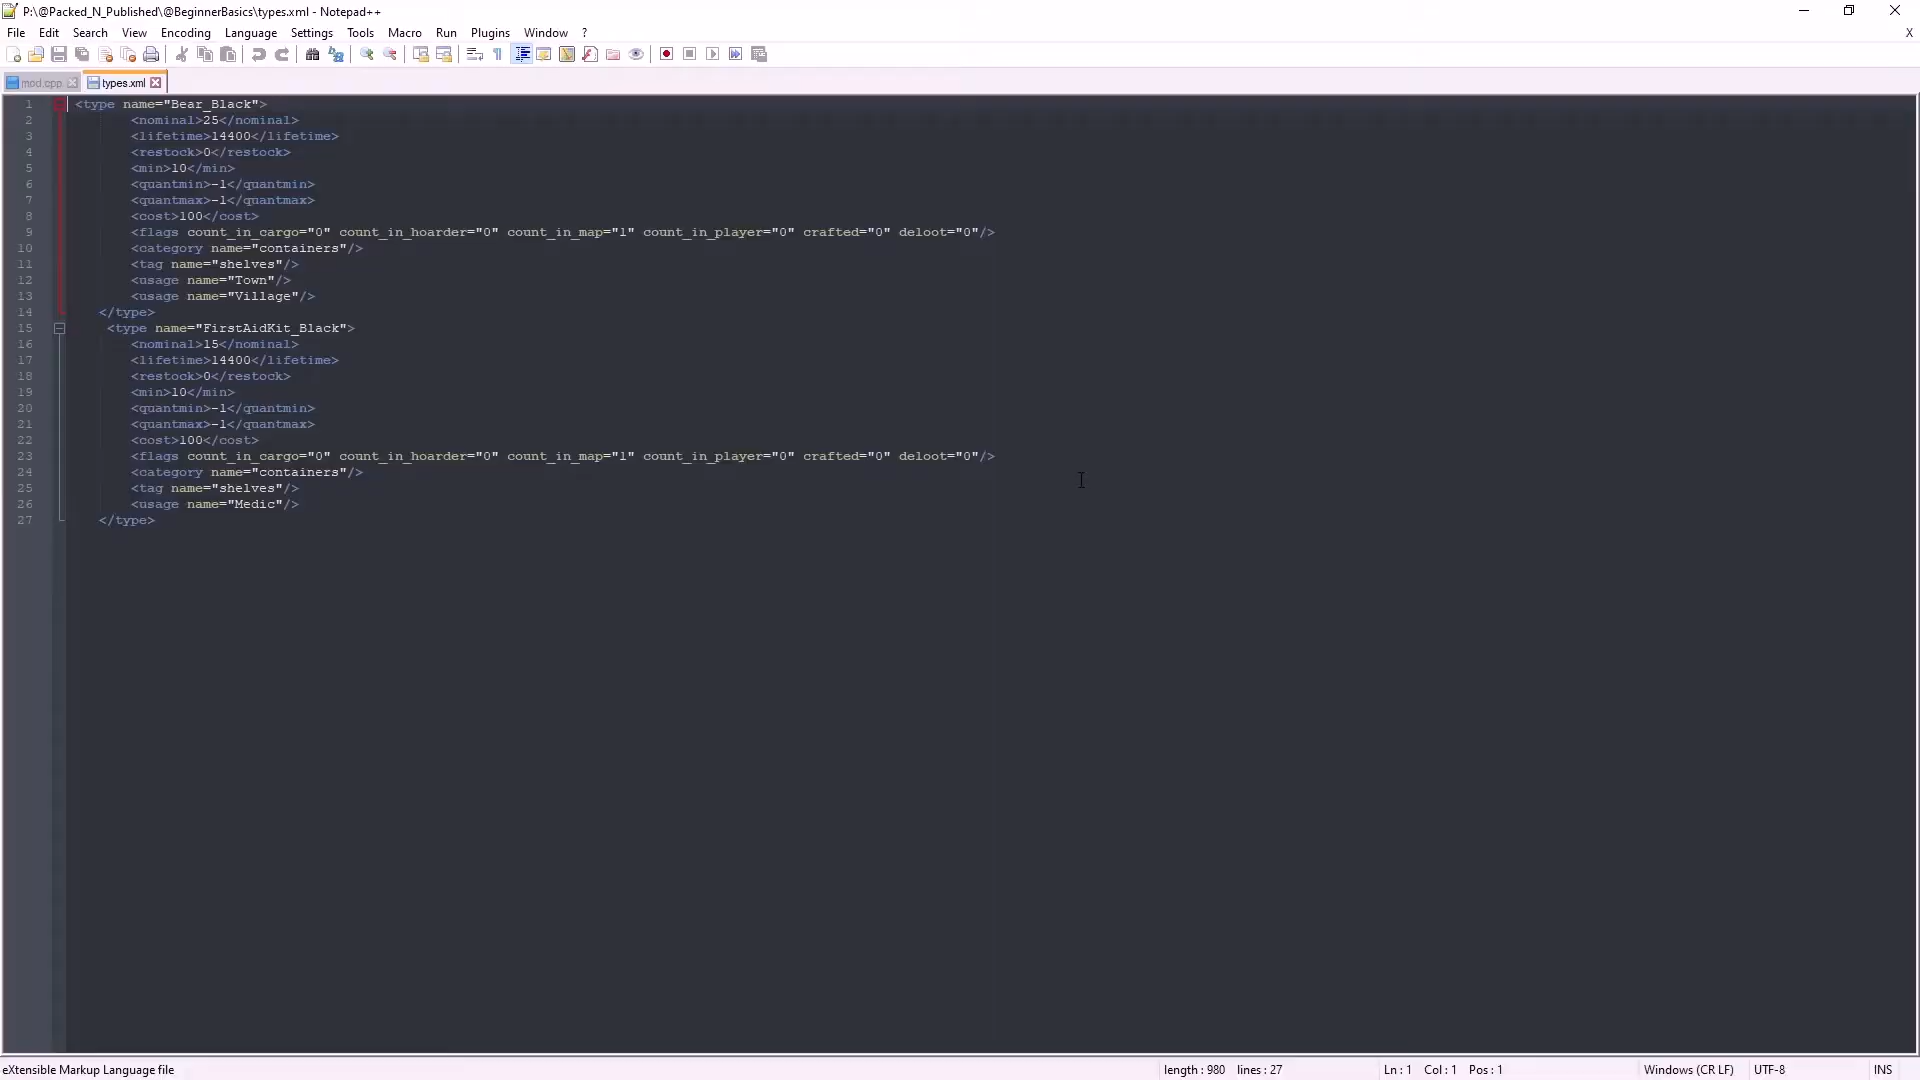 P:\@Packed_N_Published\@BeginnerBasics\types.xml - Notepad++
File Edit Search View Encoding Language Settings Tools Macro Run Plugins Window ? X
mod.cpp types.xml
1 <type name="Bear_Black">
2 <nominal>25</nominal>
3 <lifetime>14400</lifetime>
4 <restock>0</restock>
5 <min>10</min>
6 <quantmin>-1</quantmin>
7 <quantmax>-1</quantmax>
8 <cost>100</cost>
9 <flags count_in_cargo="0" count_in_hoarder="0" count_in_map="1" count_in_player="0" crafted="0" deloot="0"/>
10 <category name="containers"/>
11 <tag name="shelves"/>
12 <usage name="Town"/>
13 <usage name="Village"/>
14 </type>
15 <type name="FirstAidKit_Black">
16 <nominal>15</nominal>
17 <lifetime>14400</lifetime>
18 <restock>0</restock>
19 <min>10</min>
20 <quantmin>-1</quantmin>
21 <quantmax>-1</quantmax>
22 <cost>100</cost>
23 <flags count_in_cargo="0" count_in_hoarder="0" count_in_map="1" count_in_player="0" crafted="0" deloot="0"/>
24 <category name="containers"/>
25 <tag name="shelves"/>
26 <usage name="Medic"/>
27 </type>
eXtensible Markup Language file length : 980 lines : 27 Ln : 1 Col : 1 Pos : 1 Windows (CR LF) UTF-8 INS